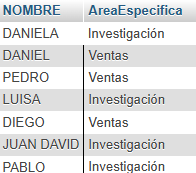 NOMBRE AreaEspecifica
DANIELA Investigación
DANIEL Ventas
PEDRO Ventas
LUISA Investigación
DIEGO Ventas
JUAN DAVID Investigación
PABLO Investigación